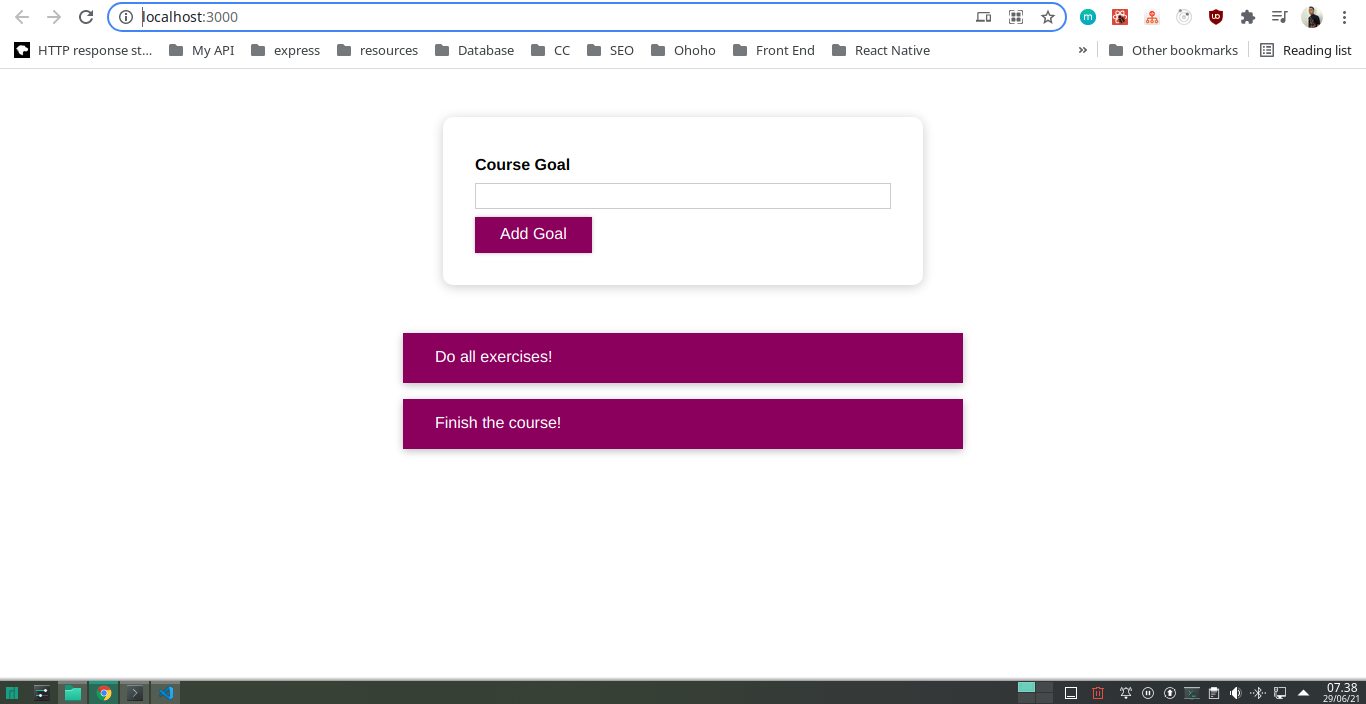 localhost:3000
HTTP response st... My API express resources Database CC SEO Ohoho Front End React Native » Other bookmarks Reading list
Course Goal
Add Goal
Do all exercises!
Finish the course!
07.38
29/06/21